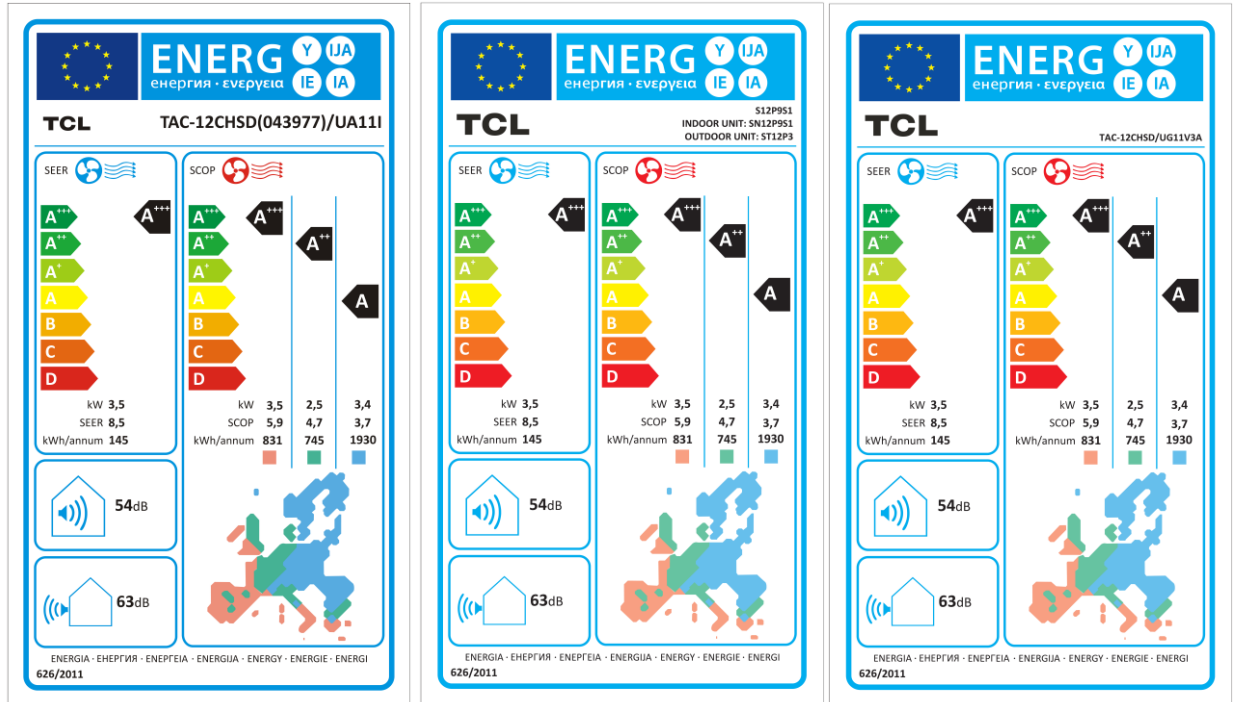 ENERG
енергия · ενεργεια
Y IJA
IE IA
TCL
TAC-12CHSD(043977)/UA11I
SEER
SCOP
A+++ A+++ A+++ A+++
A++ A++ A++
A+ A+
A A A
B B
C C
D D
kW 3,5 kW 3,5 2,5 3,4
SEER 8,5 SCOP 5,9 4,7 3,7
kWh/annum 145 kWh/annum 831 745 1930
54dB
63dB
ENERGIA · ЕНЕРГИЯ · ΕΝΕΡΓΕΙΑ · ENERGIJA · ENERGY · ENERGIE · ENERGI
626/2011
ENERG
енергия · ενεργεια
Y IJA
IE IA
TCL
S12P9S1
INDOOR UNIT: SN12P9S1
OUTDOOR UNIT: ST12P3
SEER
SCOP
A+++ A+++ A+++ A+++
A++ A++ A++
A+ A+
A A A
B B
C C
D D
kW 3,5 kW 3,5 2,5 3,4
SEER 8,5 SCOP 5,9 4,7 3,7
kWh/annum 145 kWh/annum 831 745 1930
54dB
63dB
ENERGIA · ЕНЕРГИЯ · ΕΝΕΡΓΕΙΑ · ENERGIJA · ENERGY · ENERGIE · ENERGI
626/2011
ENERG
енергия · ενεργεια
Y IJA
IE IA
TCL
TAC-12CHSD/UG11V3A
SEER
SCOP
A+++ A+++ A+++ A+++
A++ A++ A++
A+ A+
A A A
B B
C C
D D
kW 3,5 kW 3,5 2,5 3,4
SEER 8,5 SCOP 5,9 4,7 3,7
kWh/annum 145 kWh/annum 831 745 1930
54dB
63dB
ENERGIA · ЕНЕРГИЯ · ΕΝΕΡΓΕΙΑ · ENERGIJA · ENERGY · ENERGIE · ENERGI
626/2011